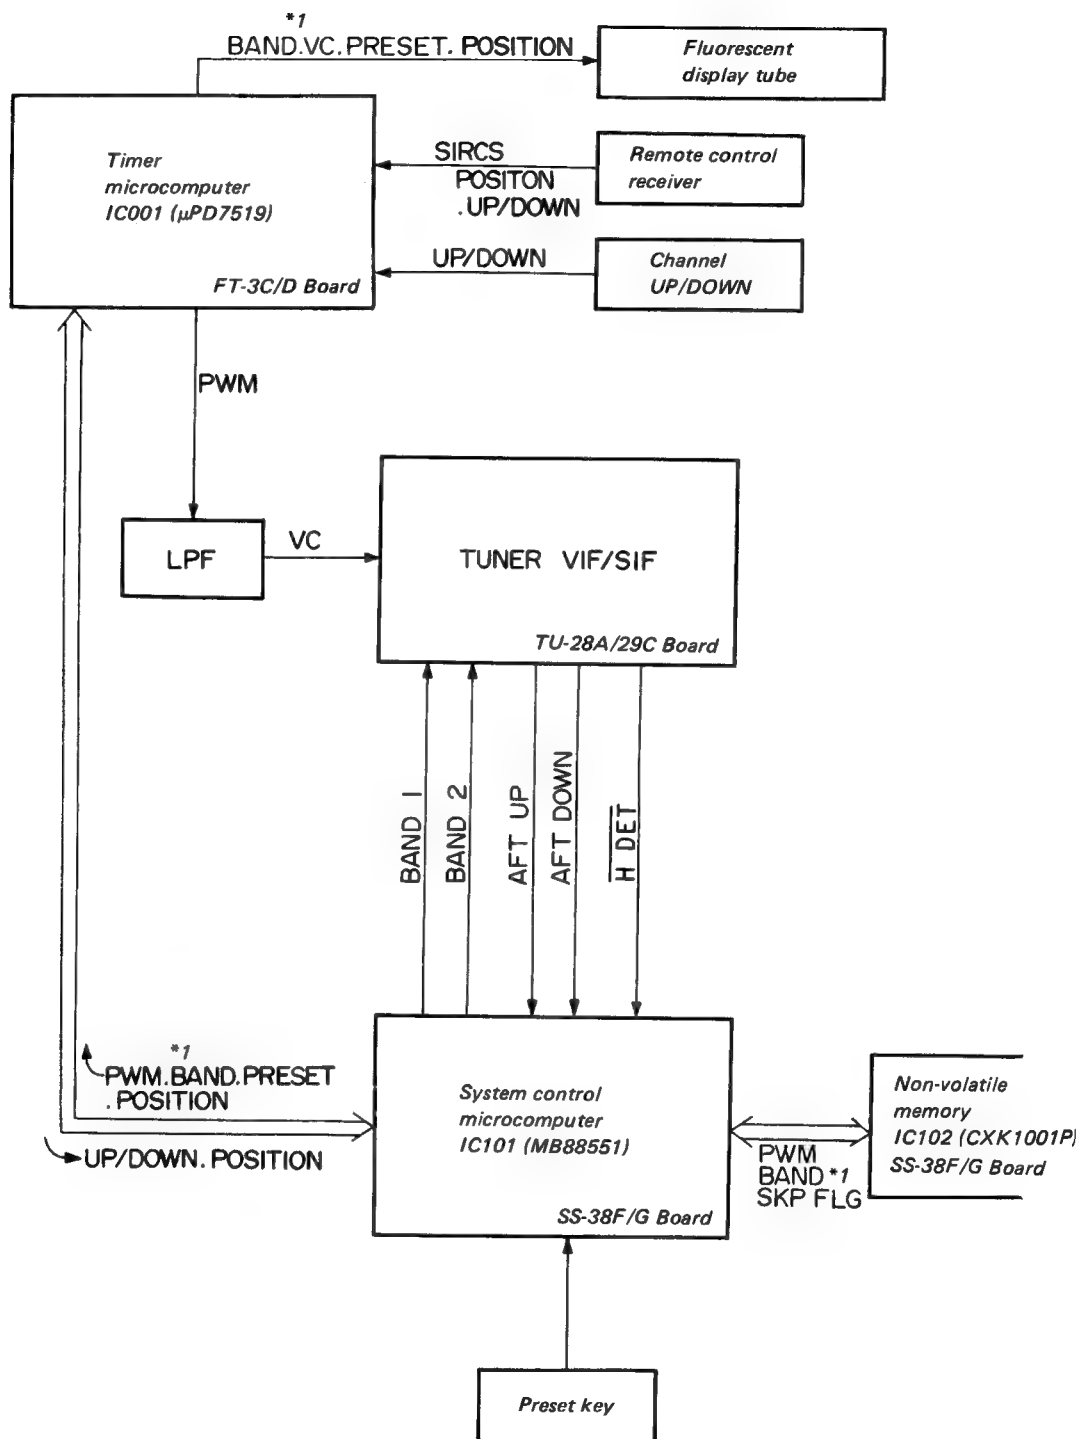 *1
BAND.VC.PRESET. POSITION
Fluorescent
display tube
Timer
microcomputer
IC001 (µPD7519)
FT-3C/D Board
SIRCS
POSITON
.UP/DOWN
Remote control
receiver
UP/DOWN
Channel
UP/DOWN
PWM
LPF
VC
TUNER VIF/SIF
TU-28A/29C Board
BAND 1
BAND 2
AFT UP
AFT DOWN
H DET
*1
PWM.BAND.PRESET
.POSITION
UP/DOWN.POSITION
System control
microcomputer
IC101 (MB88551)
SS-38F/G Board
PWM
BAND *1
SKP FLG
Non-volatile
memory
IC102 (CXK1001P)
SS-38F/G Board
Preset key